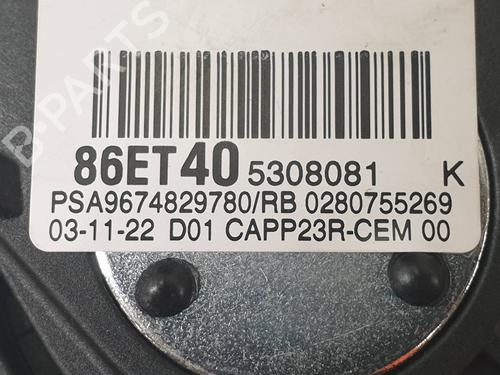 B-PARTS
86ET40 5308081 K
PSA9674829780/RB 0280755269
03-11-22 D01 CAPP23R-CEM 00